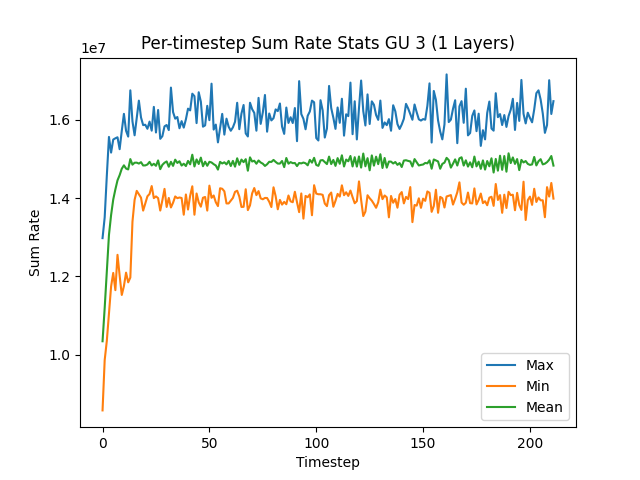 Per-timestep Sum Rate Stats GU 3 (1 Layers)
1e7
1.6
1.4
1.2
1.0
Sum Rate
0
50
100
150
200
Timestep
Max
Min
Mean